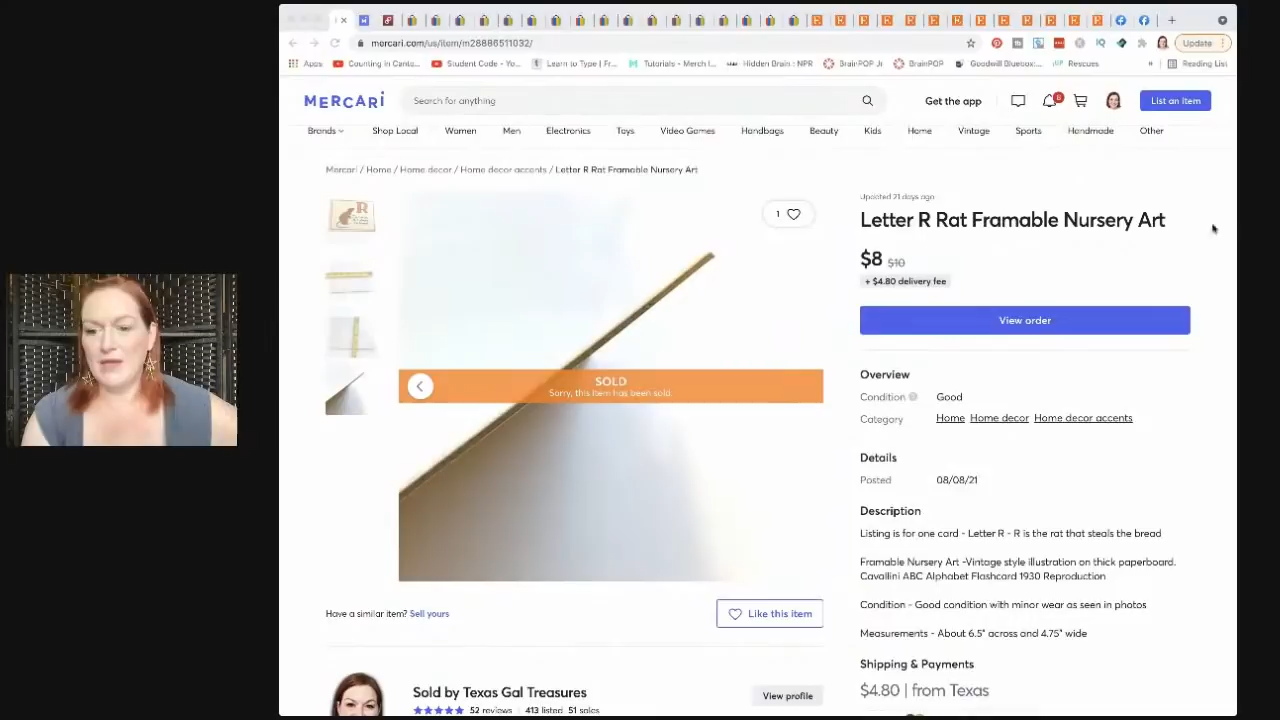 mercari.com/us/item/m28886511032/
Update
Apps
Counting in Canto...
Student Code - Yo...
Learn to Type | Fr...
Tutorials - Merch I...
Hidden Brain : NPR
BrainPOP Jr
BrainPOP
Goodwill Bluebox:...
Rescues
»
Reading List
MERCARI
Search for anything
Get the app
8
List an item
Brands
Shop Local
Women
Men
Electronics
Toys
Video Games
Handbags
Beauty
Kids
Home
Vintage
Sports
Handmade
Other
Mercari / Home / Home decor / Home decor accents / Letter R Rat Framable Nursery Art
R
1
SOLD
Sorry, this item has been sold.
Updated 21 days ago
Letter R Rat Framable Nursery Art
$8 $10
+ $4.80 delivery fee
View order
Overview
Condition Good
Category Home Home decor Home decor accents
Details
Posted 08/08/21
Description
Listing is for one card - Letter R - R is the rat that steals the bread
Framable Nursery Art -Vintage style illustration on thick paperboard.
Cavallini ABC Alphabet Flashcard 1930 Reproduction
Condition - Good condition with minor wear as seen in photos
Measurements - About 6.5" across and 4.75" wide
Shipping & Payments
$4.80 | from Texas
Have a similar item? Sell yours
Like this item
Sold by Texas Gal Treasures
52 reviews | 413 listed 51 sales
View profile